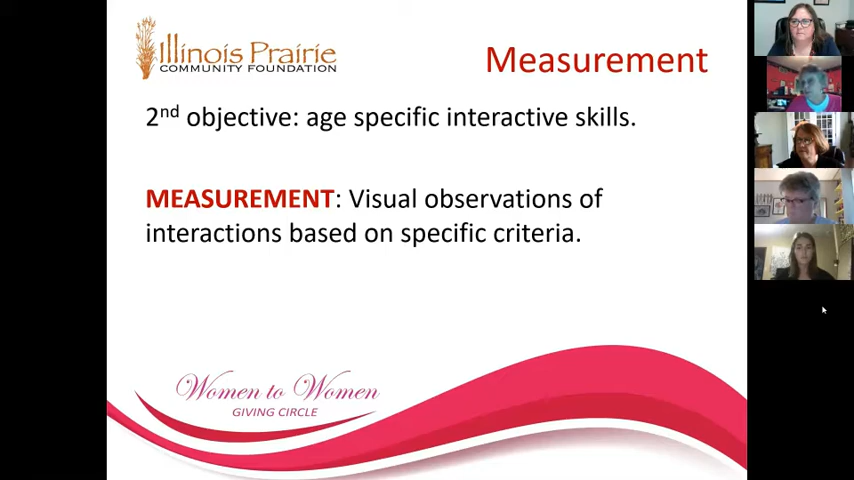 Illinois Prairie
COMMUNITY FOUNDATION
Measurement
2nd objective: age specific interactive skills.
MEASUREMENT: Visual observations of
interactions based on specific criteria.
Women to Women
GIVING CIRCLE